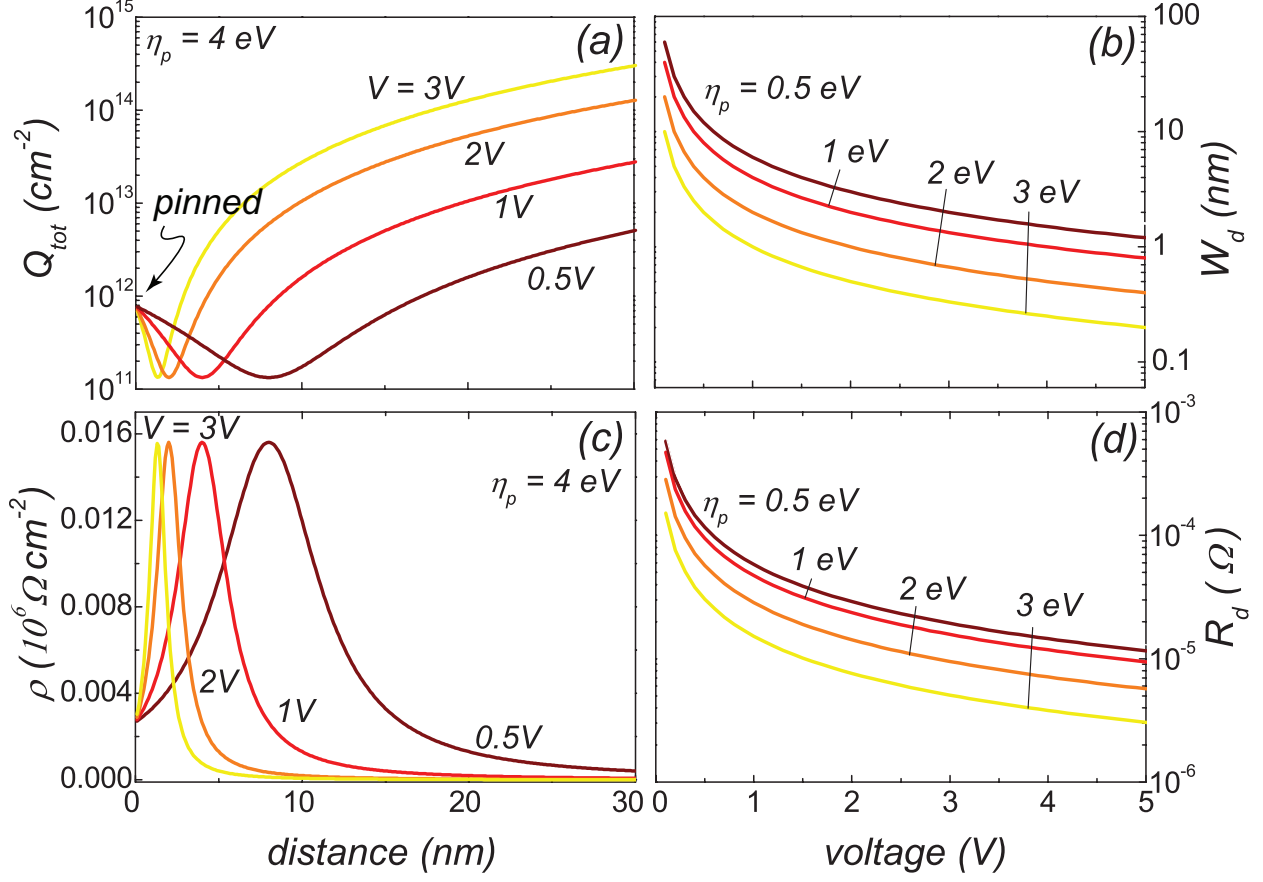 10^15
10^14
10^13
10^12
10^11
Q_tot (cm^-2)
η_p = 4 eV
(a)
V = 3V
2V
1V
0.5V
pinned
(b)
η_p = 0.5 eV
1 eV
2 eV
3 eV
100
10
1
0.1
W_d (nm)
0.016
0.012
0.008
0.004
0.000
ρ (10^6 Ω cm^-2)
V = 3V
(c)
η_p = 4 eV
2V
1V
0.5V
0
10
20
30
distance (nm)
(d)
η_p = 0.5 eV
1 eV
2 eV
3 eV
10^-3
10^-4
10^-5
10^-6
R_d ( Ω)
0
1
2
3
4
5
voltage (V)